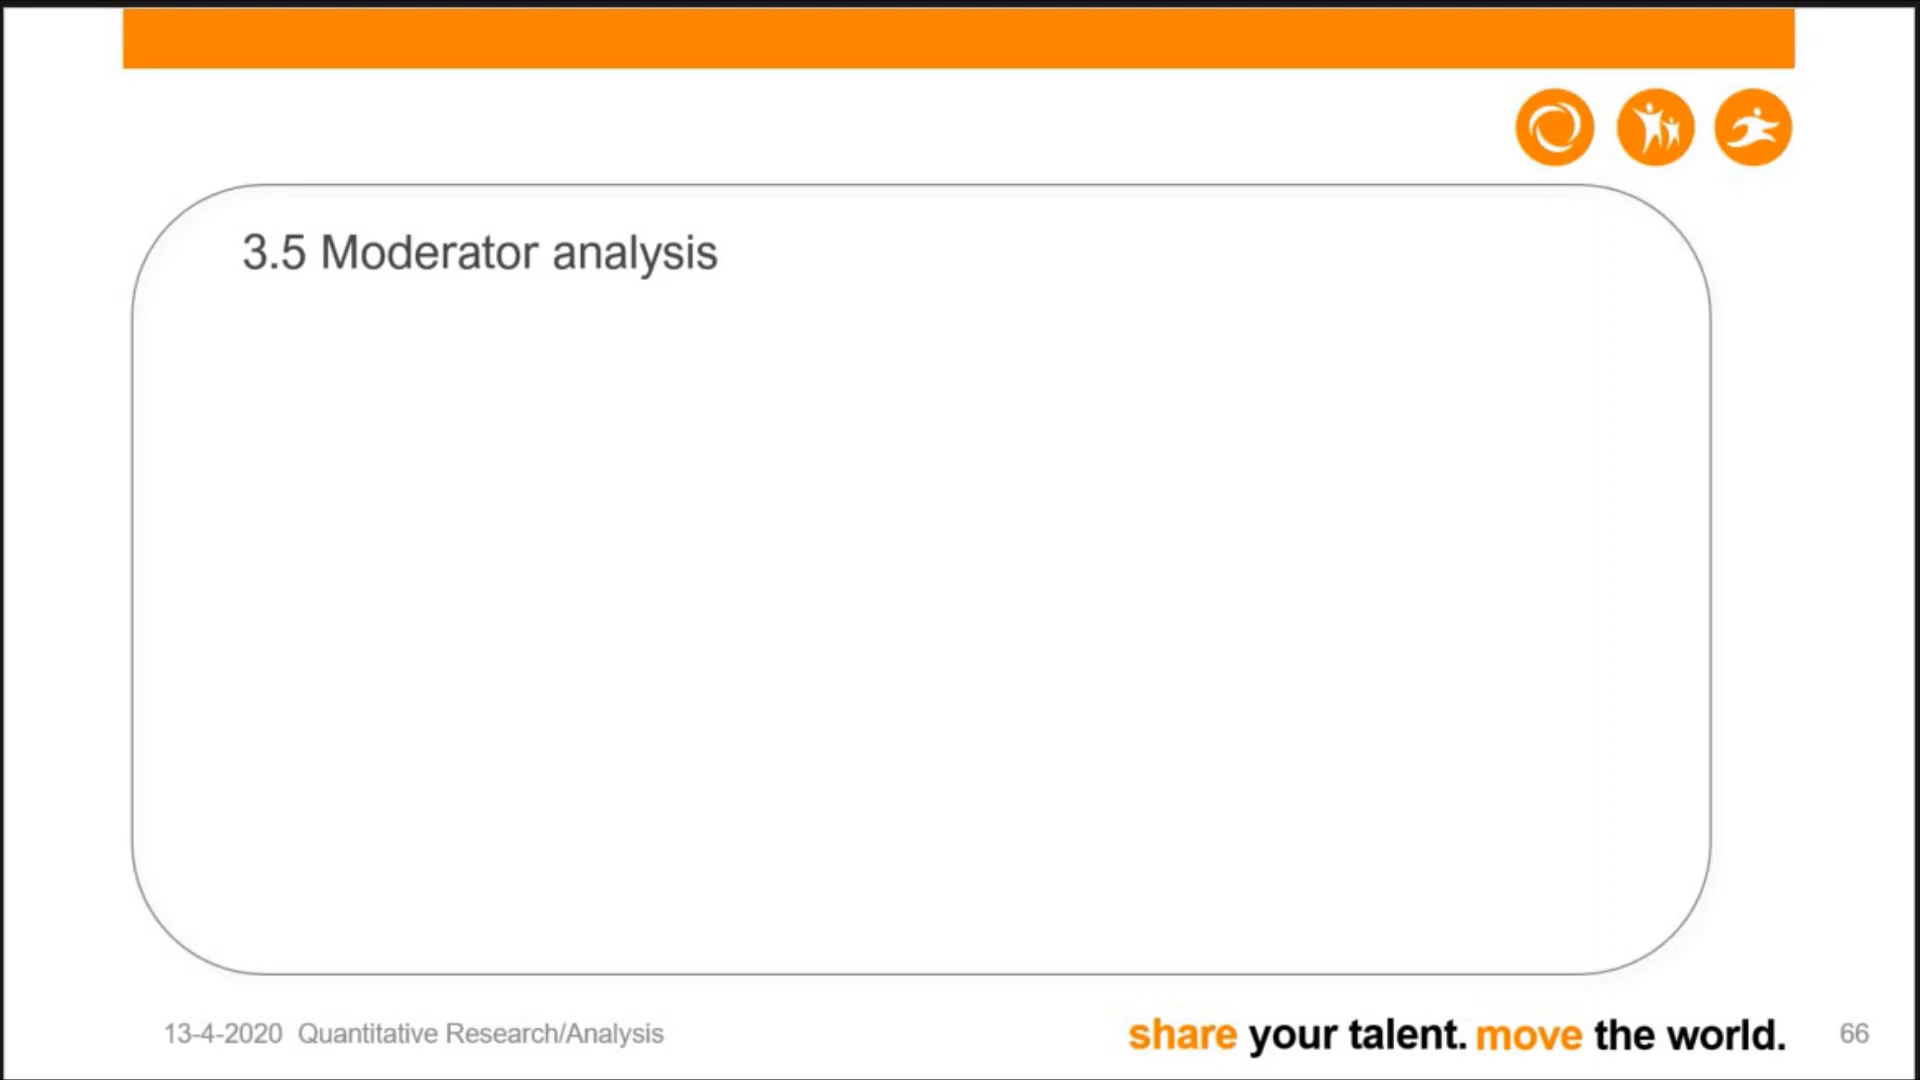 3.5 Moderator analysis
13-4-2020 Quantitative Research/Analysis
share your talent. move the world.
66